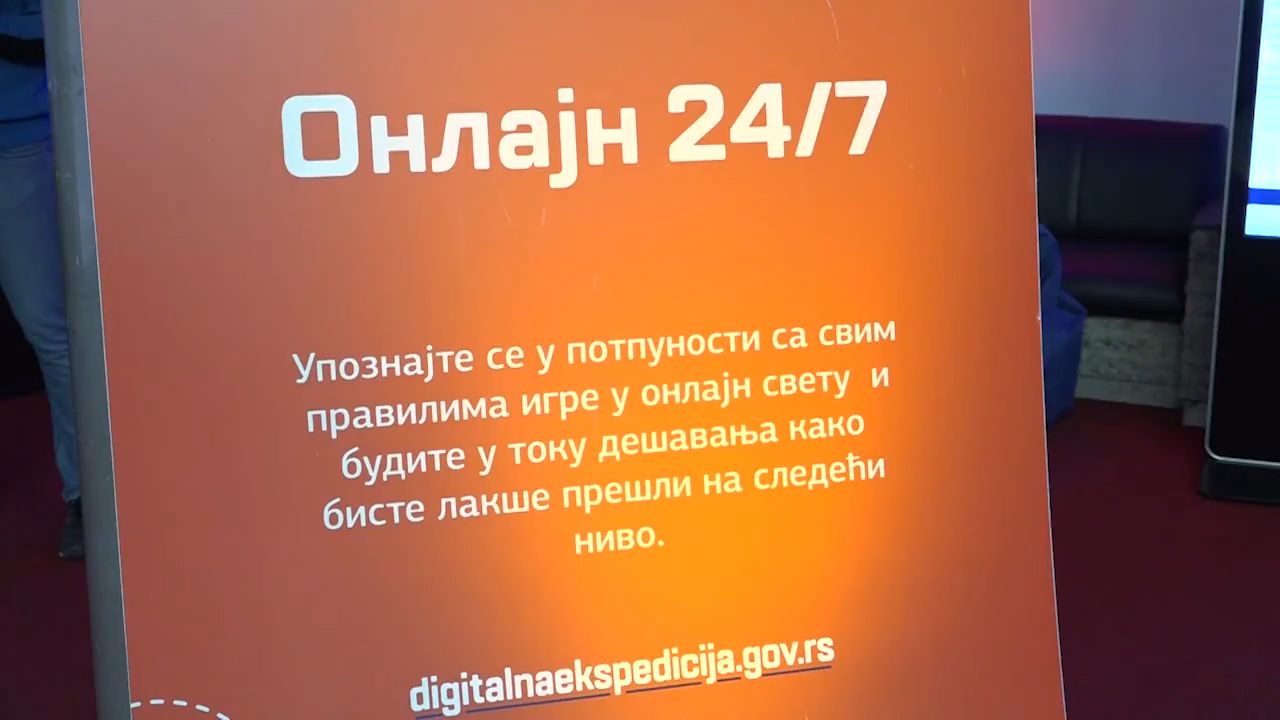 Онлајн 24/7
Упознајте се у потпуности са свим
правилима игре у онлајн свету и
будите у току дешавања како
бисте лакше прешли на следећи
ниво.
digitalnaekspedicija.gov.rs